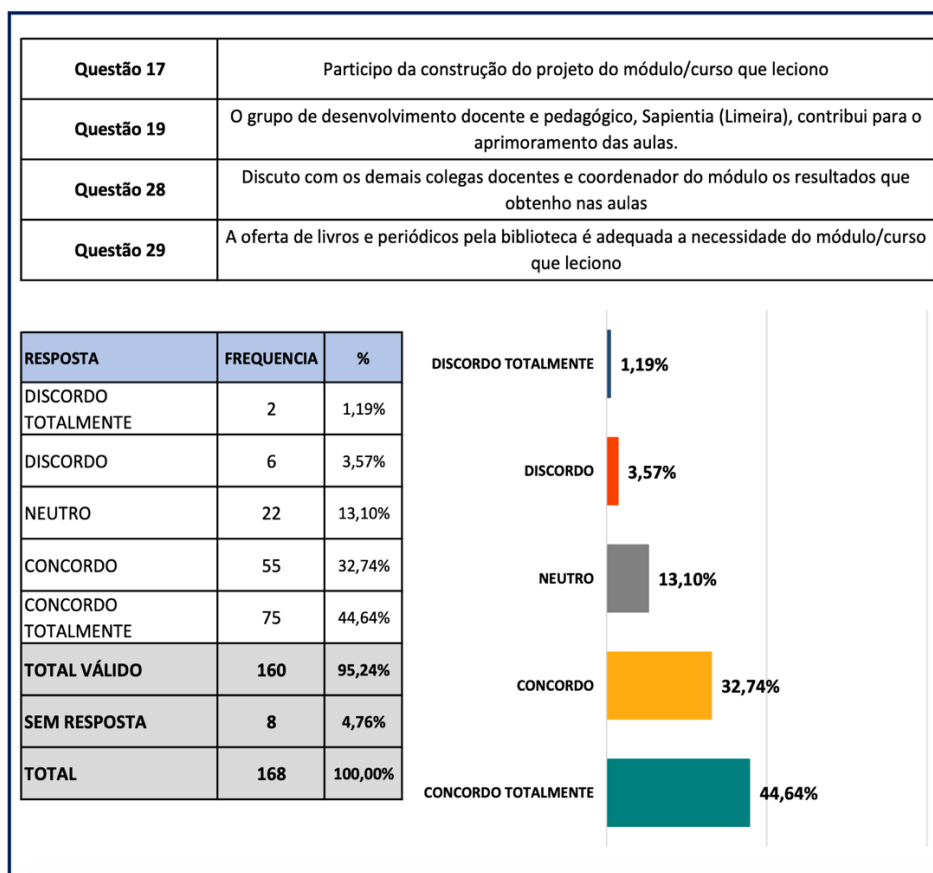 Questão 17
Participo da construção do projeto do módulo/curso que leciono
Questão 19
O grupo de desenvolvimento docente e pedagógico, Sapientia (Limeira), contribui para o
aprimoramento das aulas.
Questão 28
Discuto com os demais colegas docentes e coordenador do módulo os resultados que
obtenho nas aulas
Questão 29
A oferta de livros e periódicos pela biblioteca é adequada a necessidade do módulo/curso
que leciono
RESPOSTA FREQUENCIA %
DISCORDO
TOTALMENTE 2 1,19%
DISCORDO 6 3,57%
NEUTRO 22 13,10%
CONCORDO 55 32,74%
CONCORDO
TOTALMENTE 75 44,64%
TOTAL VÁLIDO 160 95,24%
SEM RESPOSTA 8 4,76%
TOTAL 168 100,00%
DISCORDO TOTALMENTE 1,19%
DISCORDO 3,57%
NEUTRO 13,10%
CONCORDO 32,74%
CONCORDO TOTALMENTE 44,64%